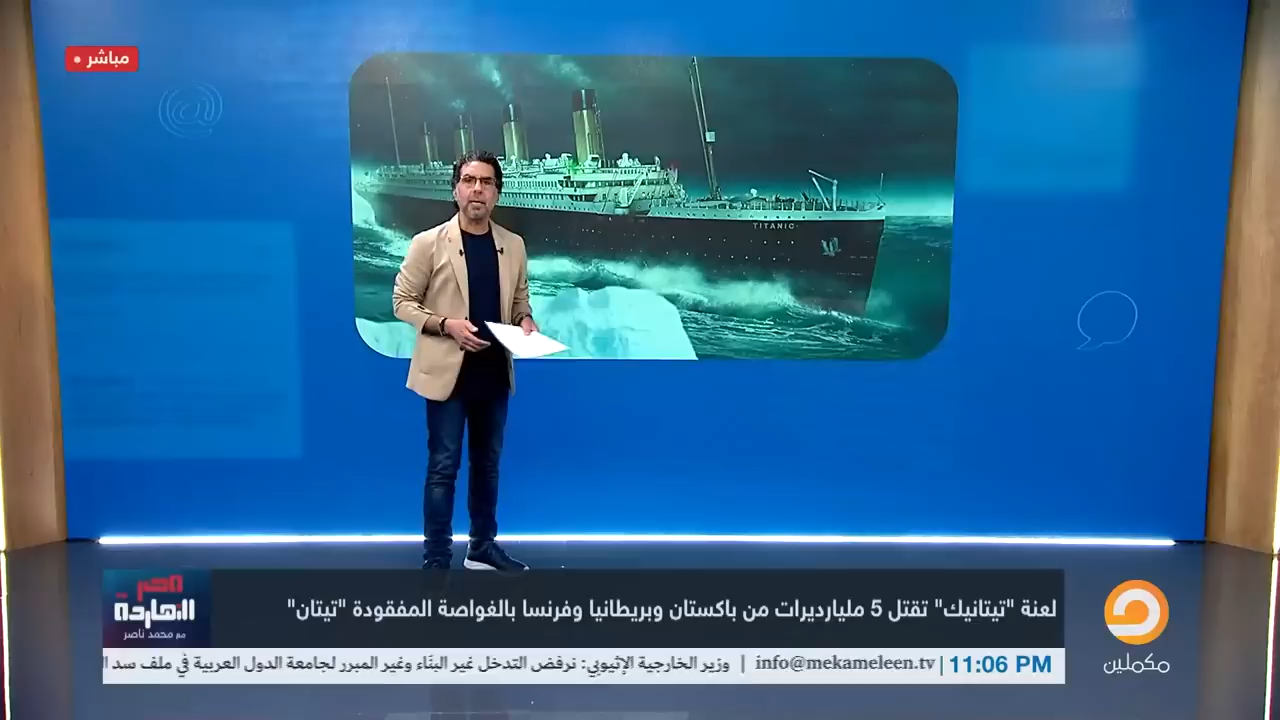 مباشر
TITANIC
لعنة "تيتانيك" تقتل 5 مليارديرات من باكستان وبريطانيا وفرنسا بالغواصة المفقودة "تيتان"
مصر
النهاردة
مع محمد ناصر
11:06 PM | info@mekameleen.tv | وزير الخارجية الإثيوبي: نرفض التدخل غير البنّاء وغير المبرر لجامعة الدول العربية في ملف سد
مكملين